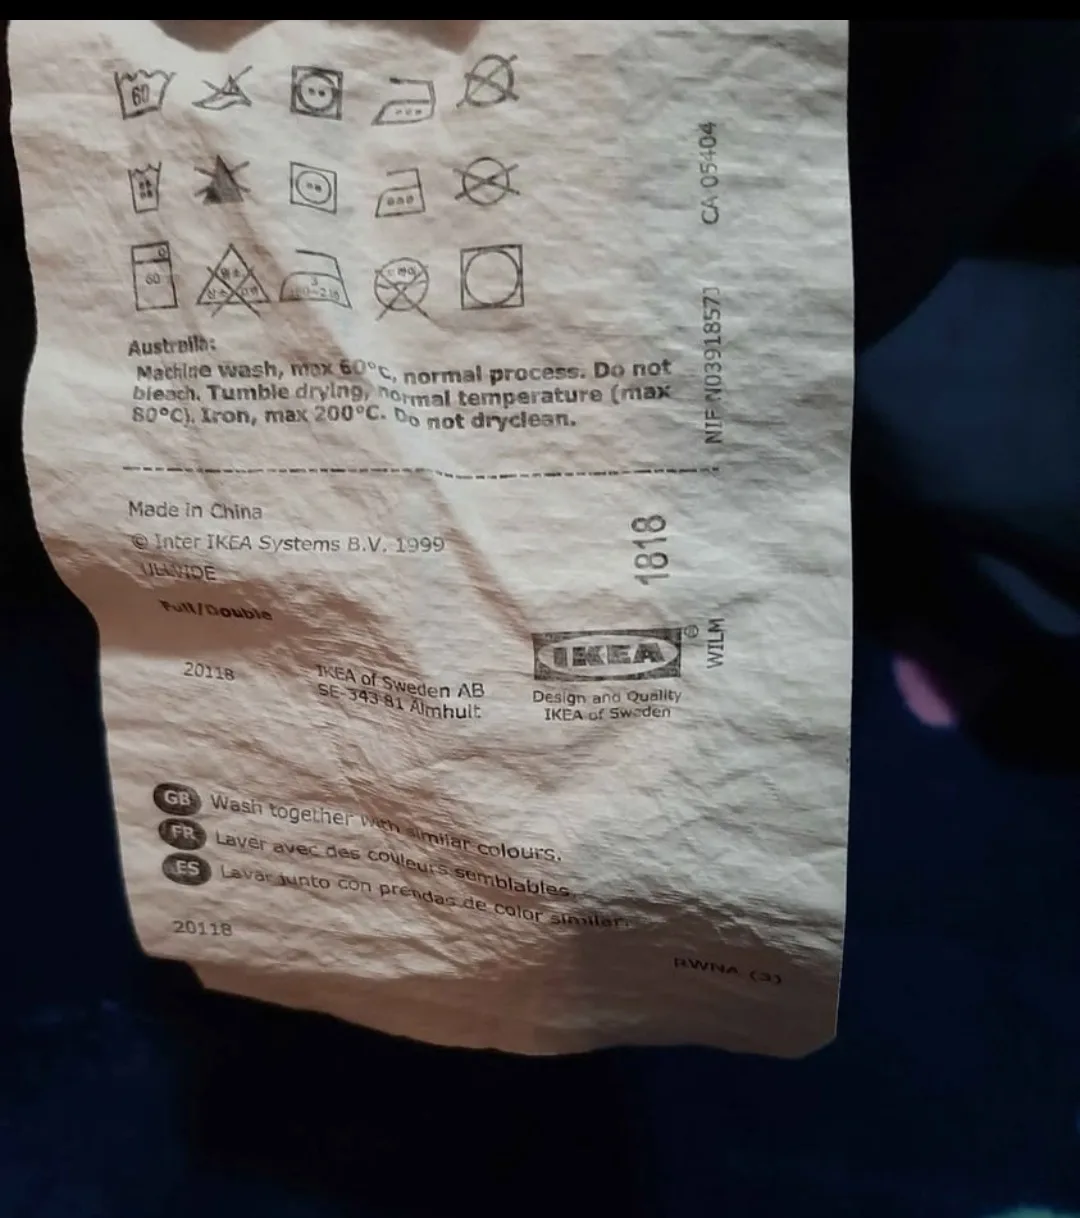 60
60
Australia:
Machine wash, max 60°C, normal process. Do not
bleach. Tumble drying, normal temperature (max
80°C). Iron, max 200°C. Do not dryclean.
Made in China
© Inter IKEA Systems B.V. 1999
ULLVIDE
Full/Double
20118
IKEA of Sweden AB
SE-343 81 Älmhult
IKEA®
Design and Quality
IKEA of Sweden
1818
WILM
NIF N0391857J
CA 05404
GB Wash together with similar colours.
FR Laver avec des couleurs semblables.
ES Lavar junto con prendas de color similar.
20118
RWNA (3)